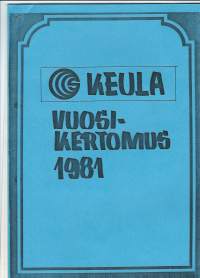 KEULA
VUOSI-
KERTOMUS
1981